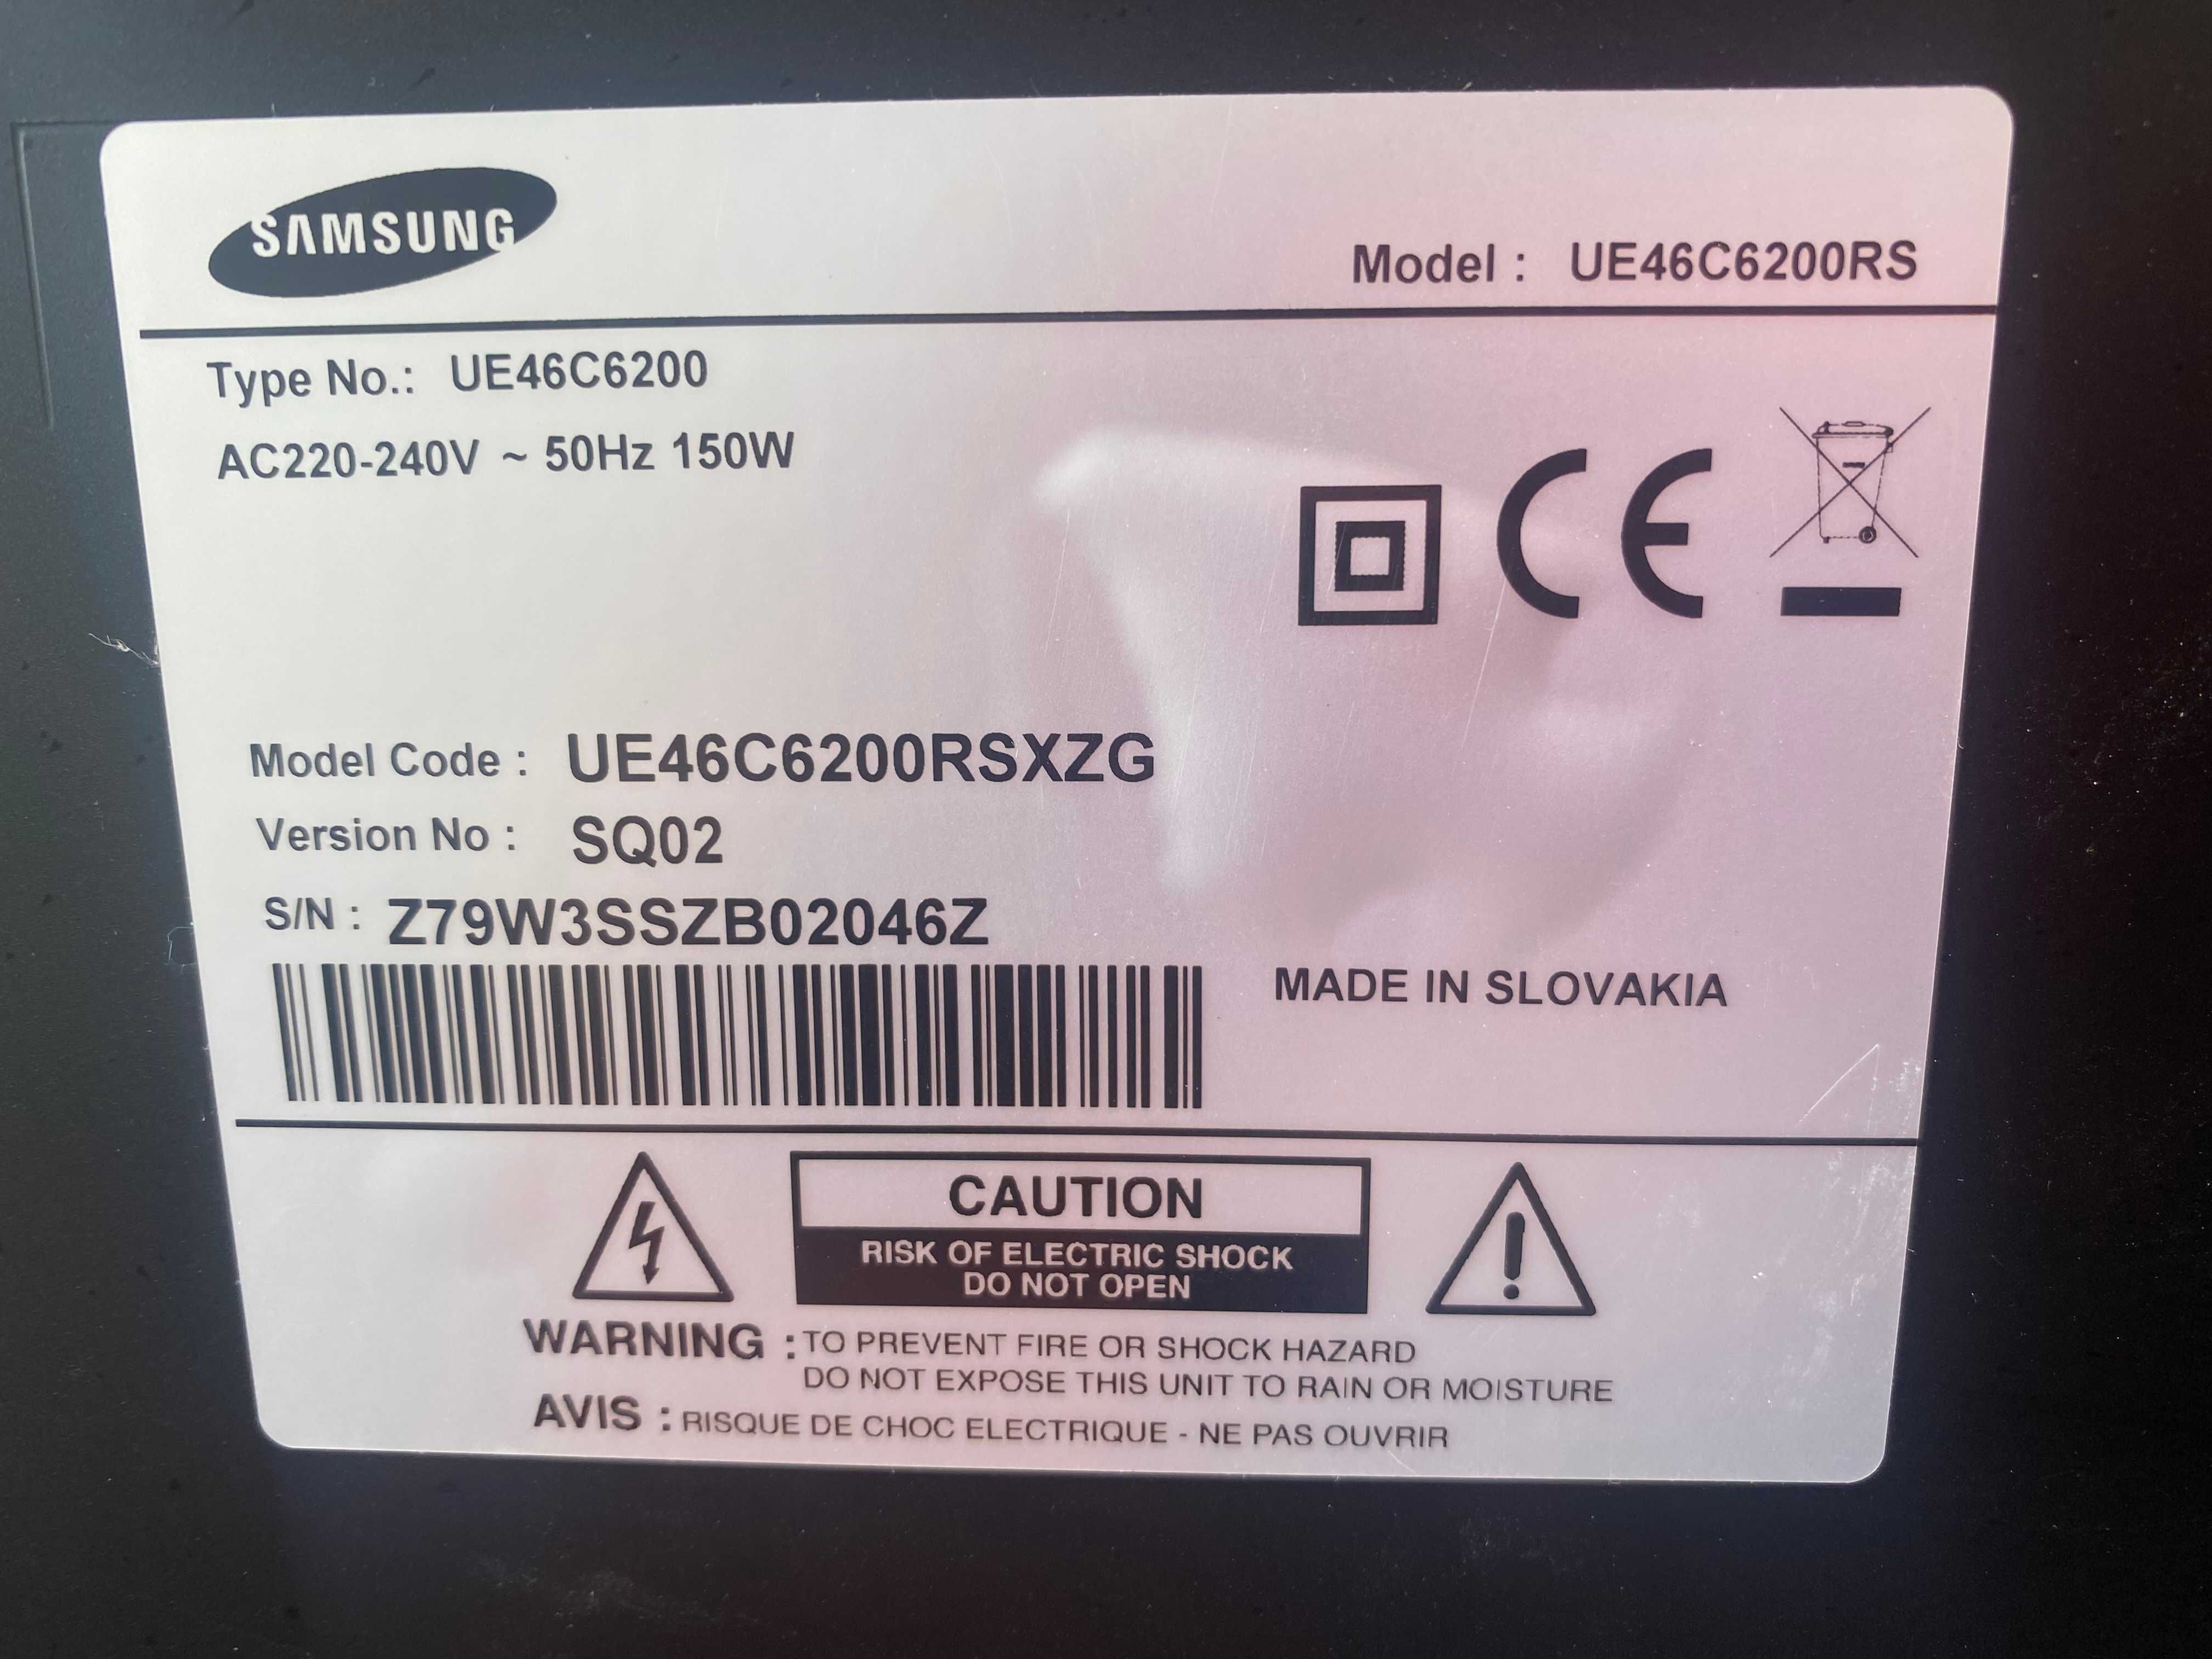 SAMSUNG
Model : UE46C6200RS
Type No.: UE46C6200
AC220-240V ~ 50Hz 150W
CE
Model Code : UE46C6200RSXZG
Version No : SQ02
S/N : Z79W3SSZB02046Z
MADE IN SLOVAKIA
CAUTION
RISK OF ELECTRIC SHOCK
DO NOT OPEN
WARNING : TO PREVENT FIRE OR SHOCK HAZARD
DO NOT EXPOSE THIS UNIT TO RAIN OR MOISTURE
AVIS : RISQUE DE CHOC ELECTRIQUE - NE PAS OUVRIR